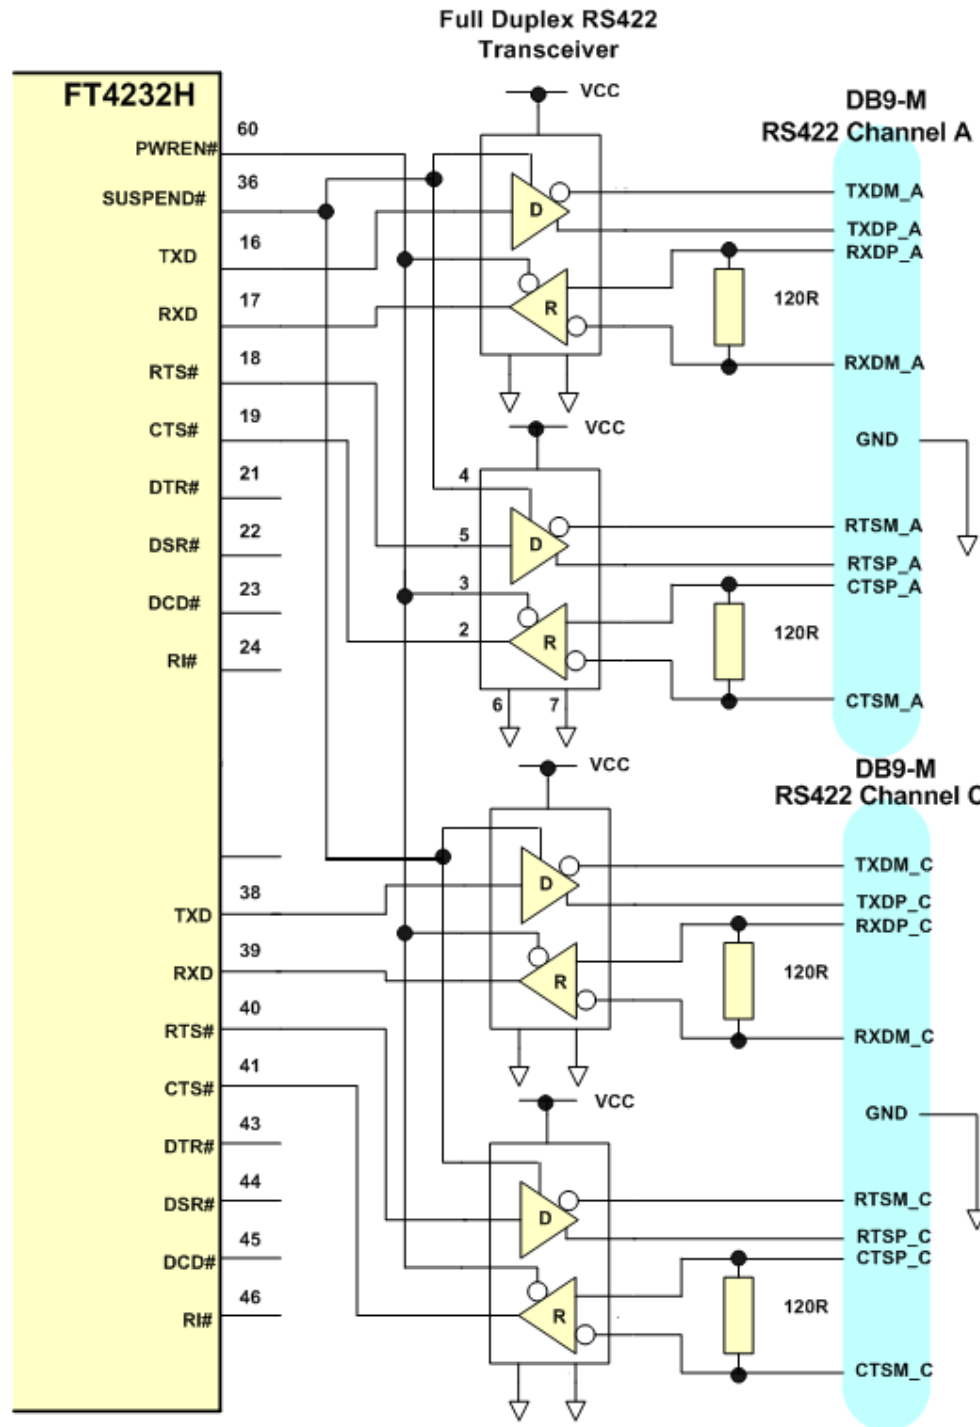 Full Duplex RS422
Transceiver
FT4232H
VCC
DB9-M
RS422 Channel A
60
PWREN#
36
SUSPEND#
TXDM_A
D
TXDP_A
16
TXD
RXDP_A
17
RXD
R
120R
18
RTS#
RXDM_A
19
CTS#
VCC
GND
21
DTR#
4
22
DSR#
5
D
RTSM_A
RTSP_A
23
DCD#
3
CTSP_A
24
RI#
2
R
120R
6
7
CTSM_A
VCC
DB9-M
RS422 Channel C
TXDM_C
38
D
TXDP_C
TXD
RXDP_C
39
RXD
R
120R
40
RTS#
RXDM_C
41
CTS#
VCC
GND
43
DTR#
44
DSR#
D
RTSM_C
RTSP_C
45
DCD#
CTSP_C
46
RI#
R
120R
CTSM_C